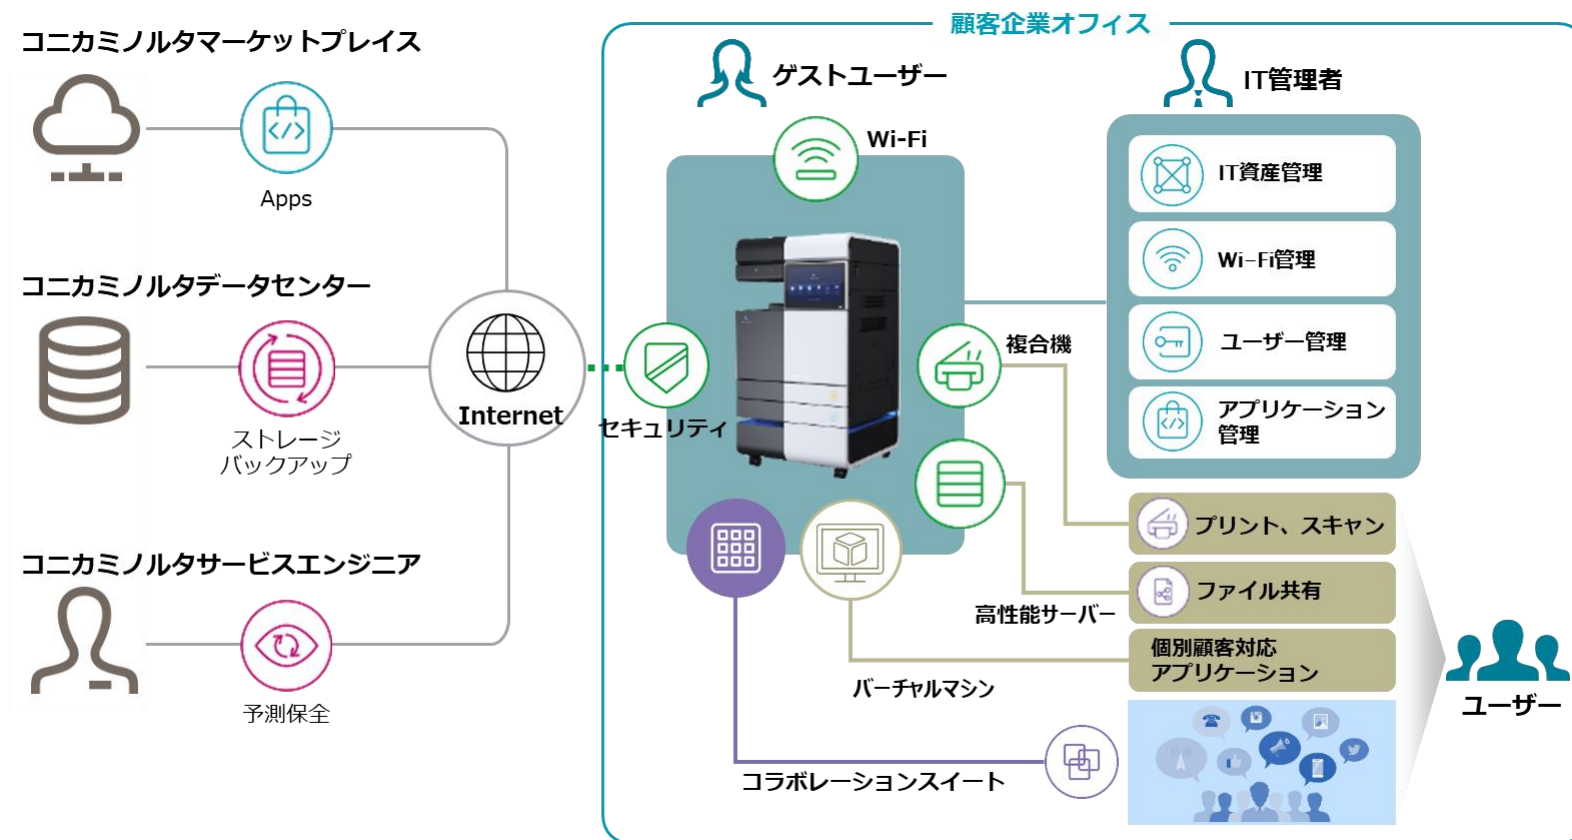 顧客企業オフィス
コニカミノルタマーケットプレイス
ゲストユーザー
IT管理者
Wi-Fi
Apps
IT資産管理
Wi-Fi管理
コニカミノルタデータセンター
ユーザー管理
複合機
Internet
セキュリティ
アプリケーション
管理
ストレージ
バックアップ
プリント、スキャン
コニカミノルタサービスエンジニア
ファイル共有
高性能サーバー
個別顧客対応
アプリケーション
バーチャルマシン
ユーザー
予測保全
コラボレーションスイート